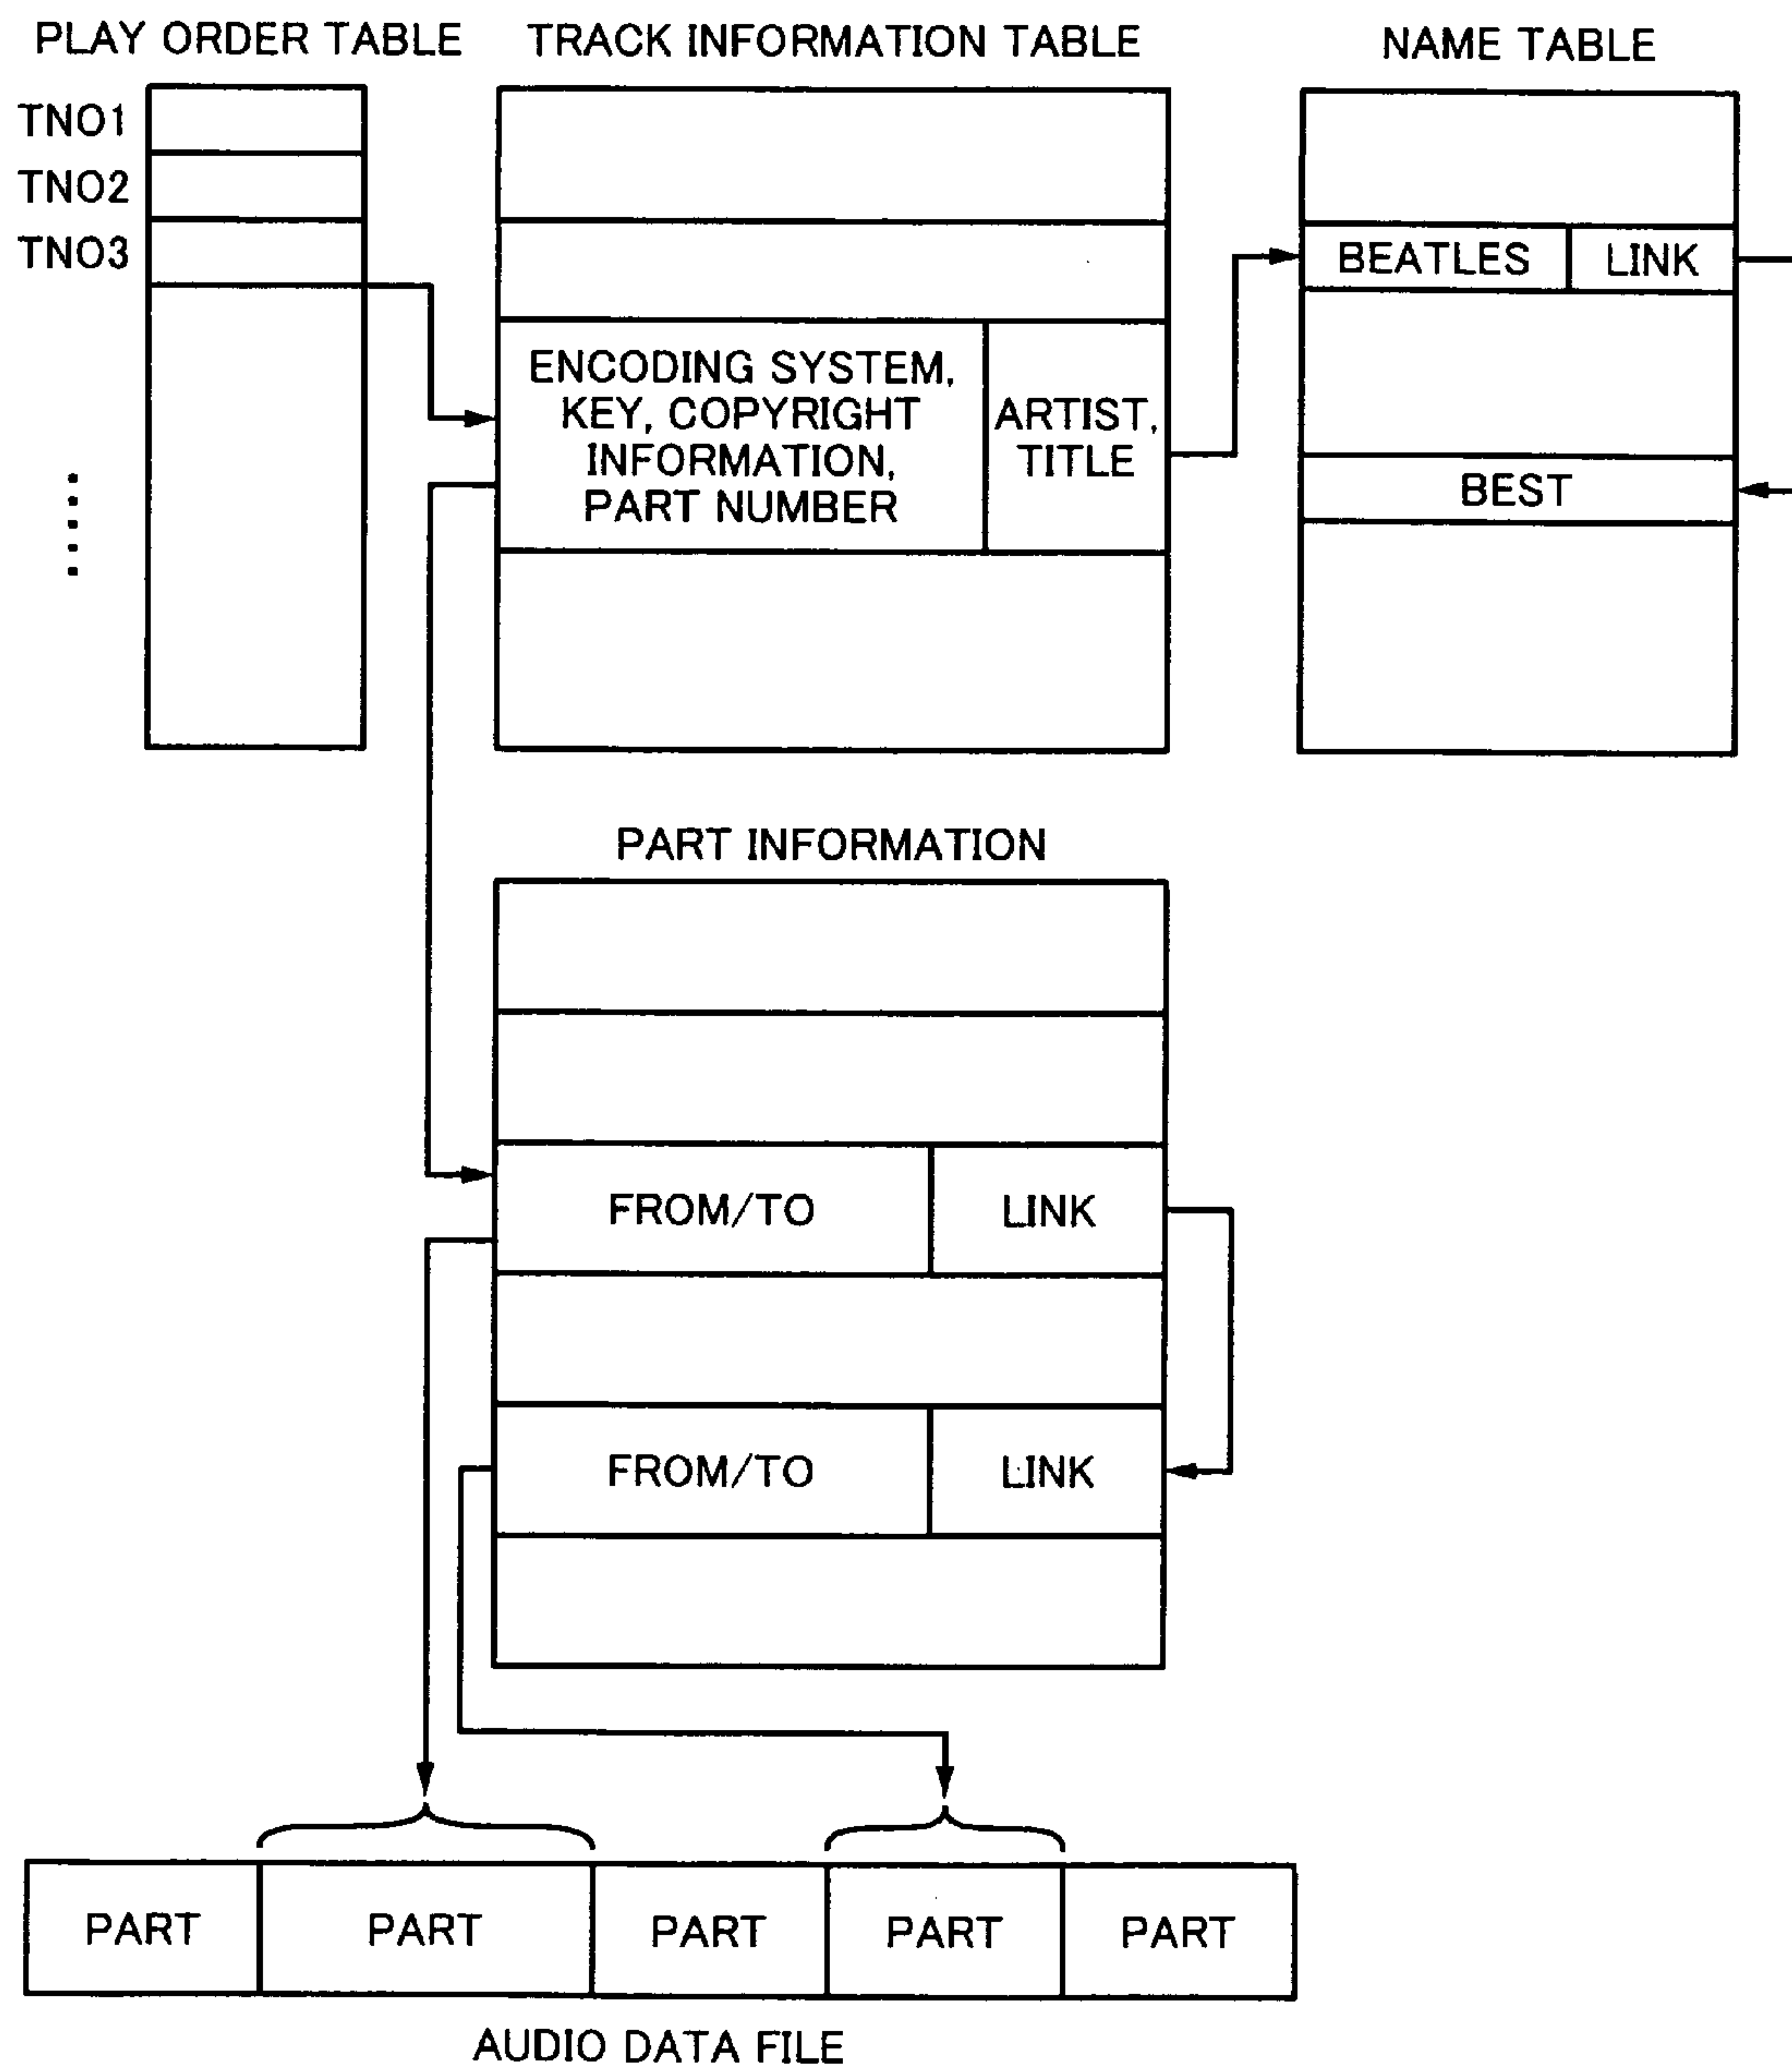 PLAY ORDER TABLE
TRACK INFORMATION TABLE
NAME TABLE
TNO1
TNO2
TNO3
ENCODING SYSTEM,
KEY, COPYRIGHT
INFORMATION,
PART NUMBER
ARTIST,
TITLE
BEATLES
LINK
BEST
PART INFORMATION
FROM/TO
LINK
FROM/TO
LINK
PART
PART
PART
PART
PART
AUDIO DATA FILE